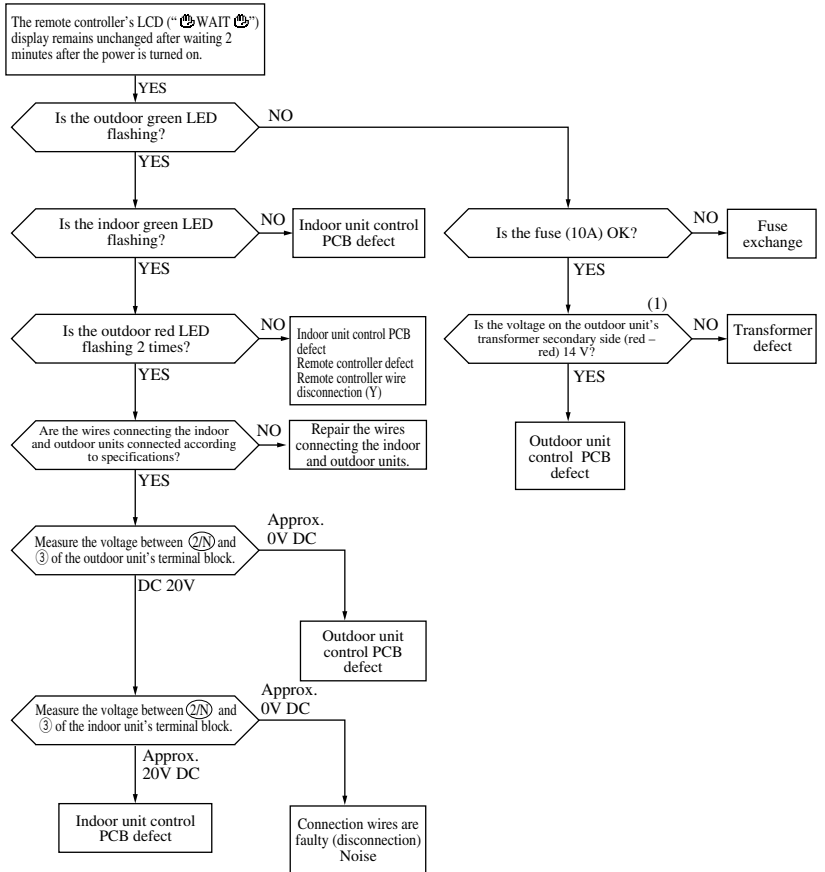 The remote controller's LCD (“ WAIT ”)
display remains unchanged after waiting 2
minutes after the power is turned on.
YES
Is the outdoor green LED
flashing?
NO
YES
Is the indoor green LED
flashing?
NO
Indoor unit control
PCB defect
Is the fuse (10A) OK?
NO
Fuse
exchange
YES
YES
(1)
Is the outdoor red LED
flashing 2 times?
NO
Indoor unit control PCB
defect
Remote controller defect
Remote controller wire
disconnection (Y)
Is the voltage on the outdoor unit's
transformer secondary side (red –
red) 14 V?
NO
Transformer
defect
YES
YES
Are the wires connecting the indoor
and outdoor units connected according
to specifications?
NO
Repair the wires
connecting the indoor
and outdoor units.
Outdoor unit
control PCB
defect
YES
Measure the voltage between 2/N and
③ of the outdoor unit's terminal block.
Approx.
0V DC
DC 20V
Outdoor unit
control PCB
defect
Measure the voltage between 2/N and
③ of the indoor unit's terminal block.
Approx.
0V DC
Approx.
20V DC
Indoor unit control
PCB defect
Connection wires are
faulty (disconnection)
Noise